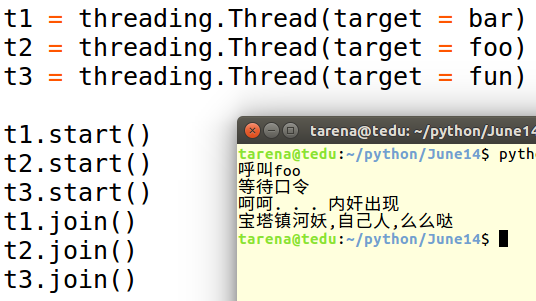 t1 = threading.Thread(target = bar)
t2 = threading.Thread(target = foo)
t3 = threading.Thread(target = fun)
t1.start()
t2.start()
t3.start()
t1.join()
t2.join()
t3.join()
tarena@tedu: ~/python/June14
tarena@tedu:~/python/June14$ pytho
呼叫foo
等待口令
呵呵...内奸出现
宝塔镇河妖,自己人,么么哒
tarena@tedu:~/python/June14$